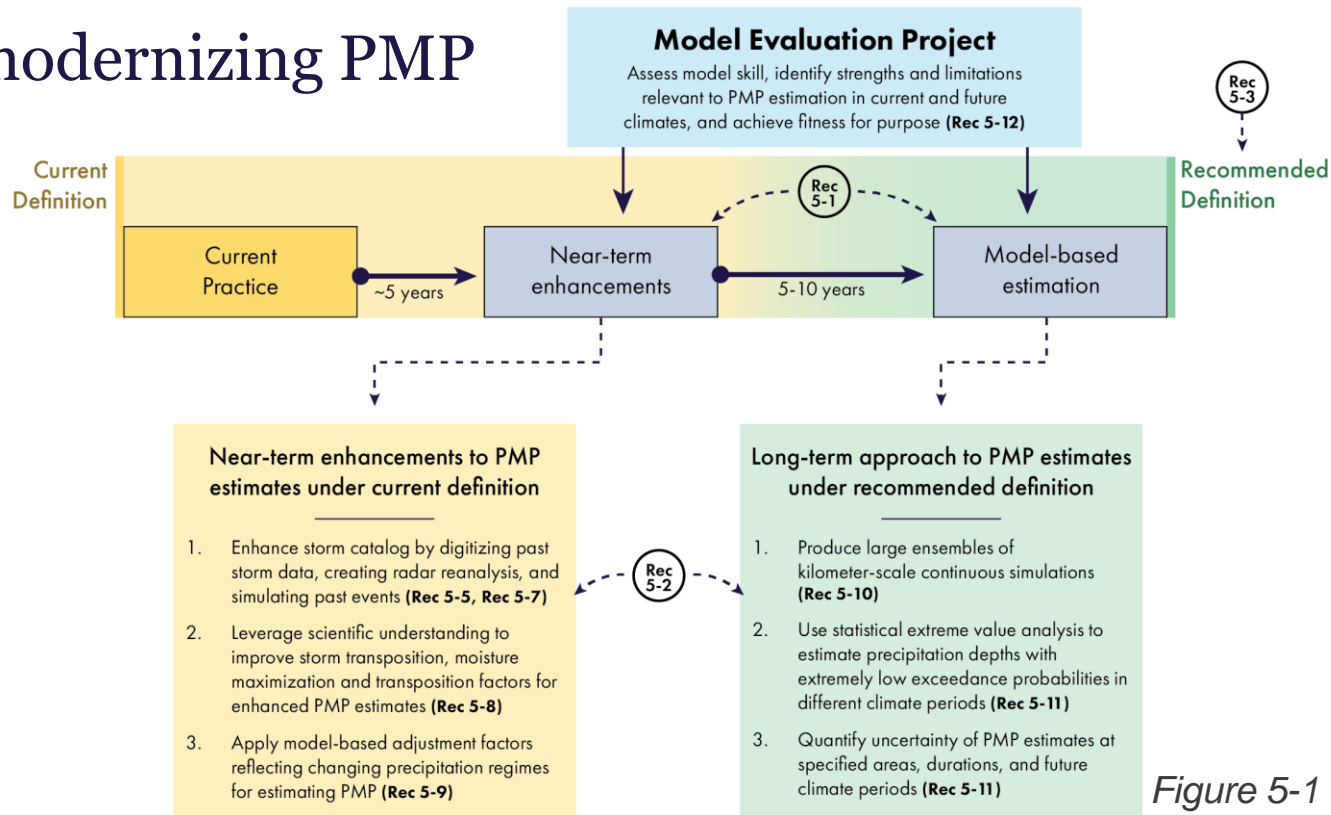 modernizing PMP
Model Evaluation Project
Assess model skill, identify strengths and limitations
relevant to PMP estimation in current and future
climates, and achieve fitness for purpose (Rec 5-12)
Rec
5-3
Current
Definition
Rec
5-1
Recommended
Definition
Current
Practice
~5 years
Near-term
enhancements
5-10 years
Model-based
estimation
Near-term enhancements to PMP
estimates under current definition
1. Enhance storm catalog by digitizing past
storm data, creating radar reanalysis, and
simulating past events (Rec 5-5, Rec 5-7)
2. Leverage scientific understanding to
improve storm transposition, moisture
maximization and transposition factors for
enhanced PMP estimates (Rec 5-8)
3. Apply model-based adjustment factors
reflecting changing precipitation regimes
for estimating PMP (Rec 5-9)
Rec
5-2
Long-term approach to PMP estimates
under recommended definition
1. Produce large ensembles of
kilometer-scale continuous simulations
(Rec 5-10)
2. Use statistical extreme value analysis to
estimate precipitation depths with
extremely low exceedance probabilities in
different climate periods (Rec 5-11)
3. Quantify uncertainty of PMP estimates at
specified areas, durations, and future
climate periods (Rec 5-11)
Figure 5-1